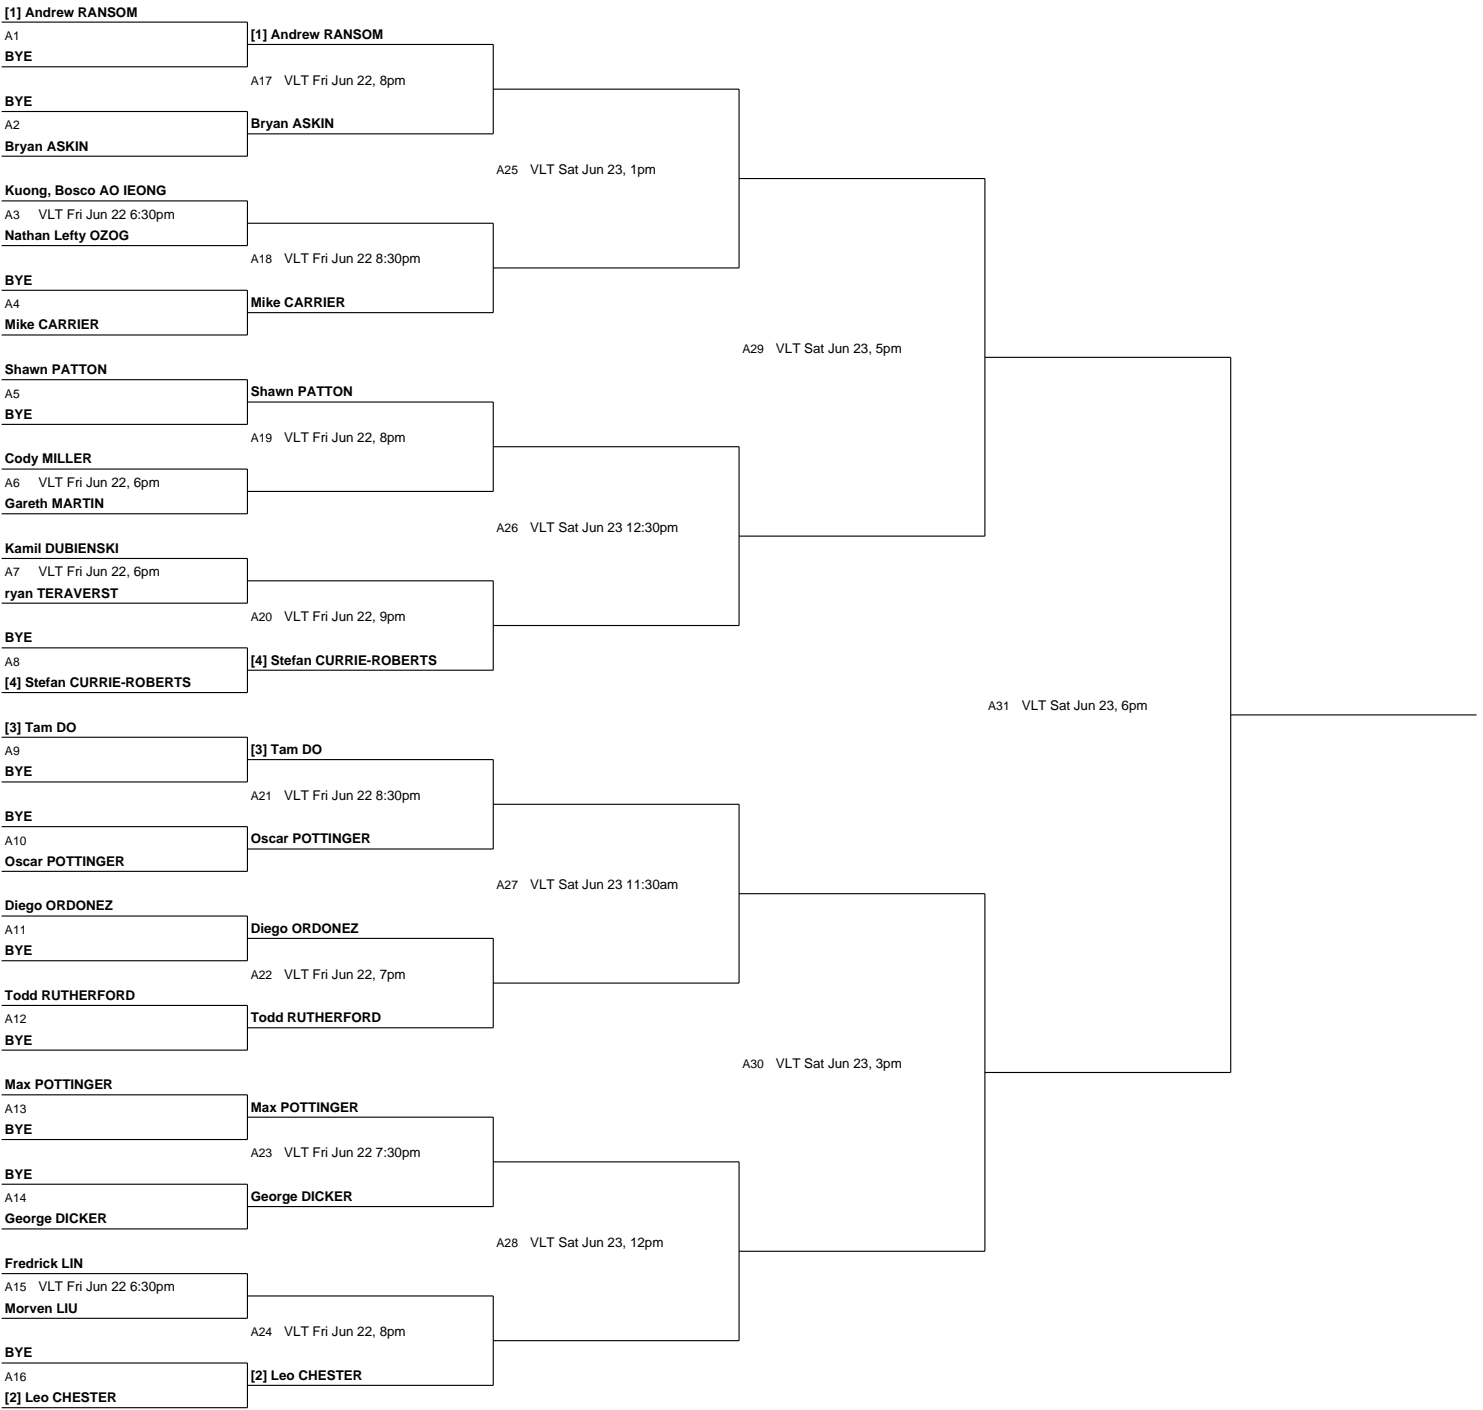 [1] Andrew RANSOM
A1
BYE
BYE
A2
Bryan ASKIN
Kuong, Bosco AO IEONG
A3 VLT Fri Jun 22 6:30pm
Nathan Lefty OZOG
BYE
A4
Mike CARRIER
Shawn PATTON
A5
BYE
Cody MILLER
A6 VLT Fri Jun 22, 6pm
Gareth MARTIN
Kamil DUBIENSKI
A7 VLT Fri Jun 22, 6pm
ryan TERAVERST
BYE
A8
[4] Stefan CURRIE-ROBERTS
[3] Tam DO
A9
BYE
BYE
A10
Oscar POTTINGER
Diego ORDONEZ
A11
BYE
Todd RUTHERFORD
A12
BYE
Max POTTINGER
A13
BYE
BYE
A14
George DICKER
Fredrick LIN
A15 VLT Fri Jun 22 6:30pm
Morven LIU
BYE
A16
[2] Leo CHESTER
[1] Andrew RANSOM
A17 VLT Fri Jun 22, 8pm
Bryan ASKIN
A18 VLT Fri Jun 22 8:30pm
Mike CARRIER
Shawn PATTON
A19 VLT Fri Jun 22, 8pm
A20 VLT Fri Jun 22, 9pm
[4] Stefan CURRIE-ROBERTS
[3] Tam DO
A21 VLT Fri Jun 22 8:30pm
Oscar POTTINGER
Diego ORDONEZ
A22 VLT Fri Jun 22, 7pm
Todd RUTHERFORD
Max POTTINGER
A23 VLT Fri Jun 22 7:30pm
George DICKER
A24 VLT Fri Jun 22, 8pm
[2] Leo CHESTER
A25 VLT Sat Jun 23, 1pm
A26 VLT Sat Jun 23 12:30pm
A27 VLT Sat Jun 23 11:30am
A28 VLT Sat Jun 23, 12pm
A29 VLT Sat Jun 23, 5pm
A30 VLT Sat Jun 23, 3pm
A31 VLT Sat Jun 23, 6pm